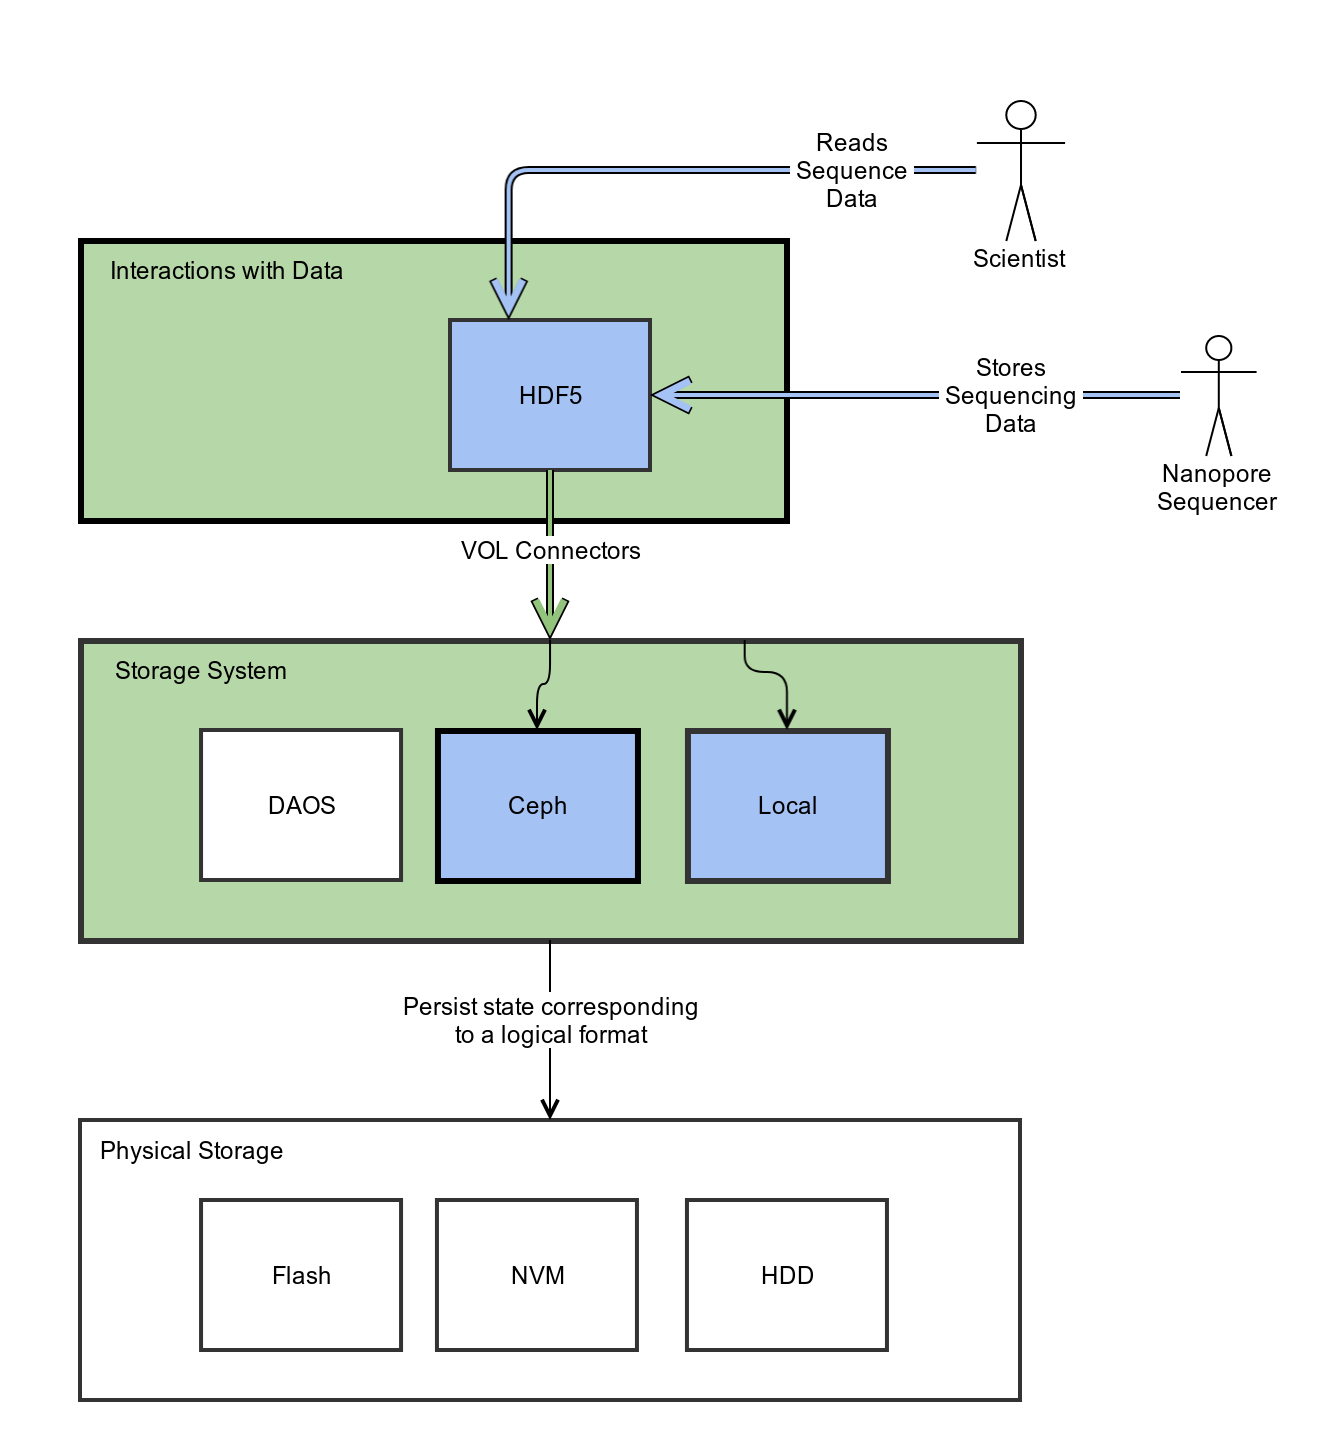 Reads
Sequence
Data
Scientist
Interactions with Data
HDF5
Stores
Sequencing
Data
Nanopore
Sequencer
VOL Connectors
Storage System
DAOS
Ceph
Local
Persist state corresponding
to a logical format
Physical Storage
Flash
NVM
HDD